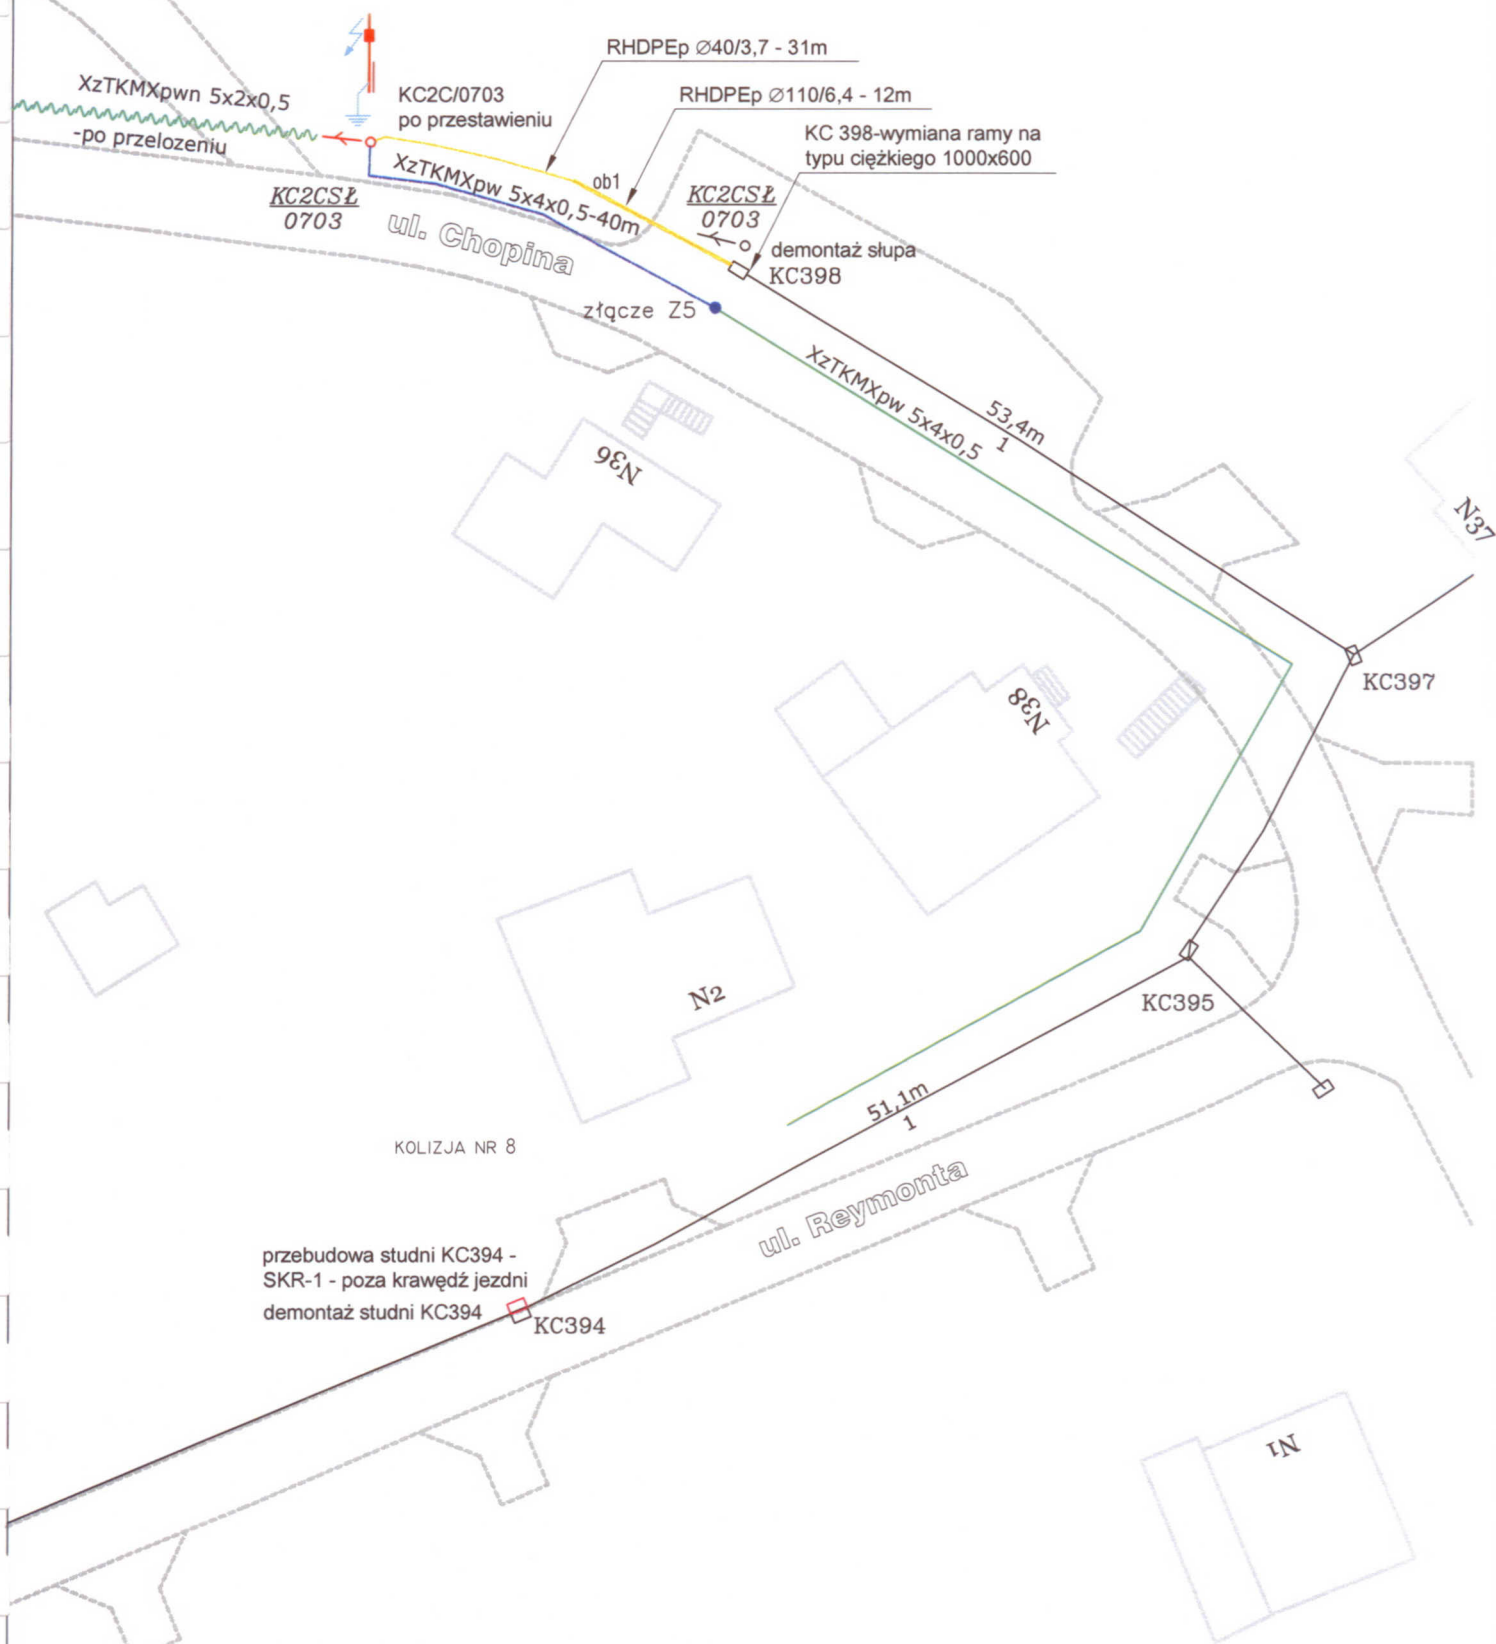 RHDPEp Ø40/3,7 - 31m
XzTKMXpwn 5x2x0,5
-po przelozeniu
KC2C/0703
po przestawieniu
RHDPEp Ø110/6,4 - 12m
KC 398-wymiana ramy na
typu ciężkiego 1000x600
XzTKMXpw 5x4x0,5-40m
ob1
KC2CSŁ
0703
KC2CSŁ
0703
ul. Chopina
demontaż słupa
KC398
złącze Z5
XzTKMXpw 5x4x0,5
53,4m
1
N36
N37
KC397
N38
N2
KC395
51,1m
1
KOLIZJA NR 8
ul. Reymonta
przebudowa studni KC394 -
SKR-1 - poza krawędź jezdni
demontaż studni KC394
KC394
N1